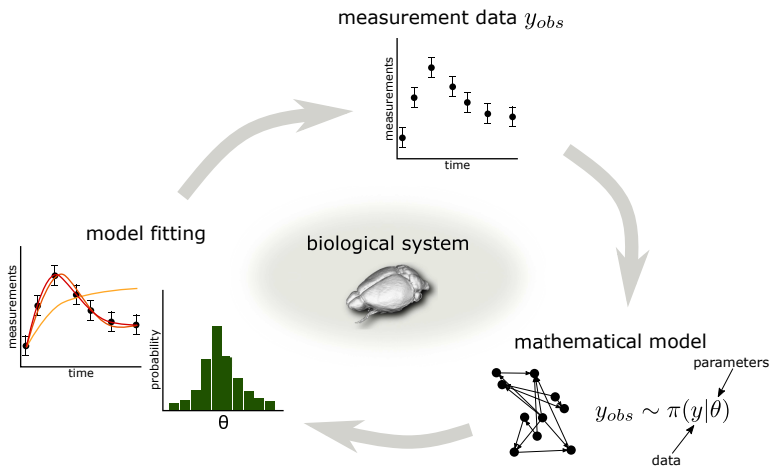 measurement data y_obs
measurements
time
model fitting
measurements
time
probability
θ
biological system
mathematical model
parameters
y_obs ∼ π(y|θ)
data